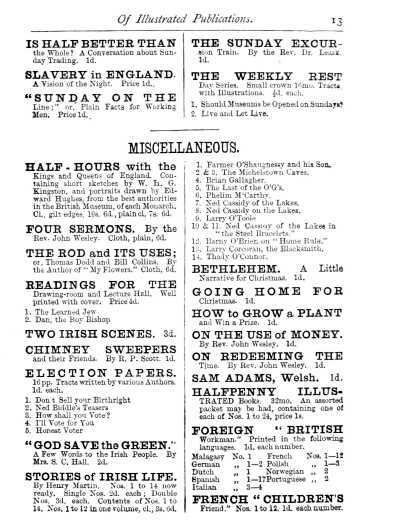 Of Illustrated Publications. 13
IS HALF BETTER THAN
the Whole? A Conversation about Sun-
day Trading. 1d.
SLAVERY in ENGLAND.
A Vision of the Night. Price 1d.
"SUNDAY ON THE
Line;" or, Plain Facts for Working
Men. Price 1d.
THE SUNDAY EXCUR-
sion Train. By the Rev. Dr. Leask.
1d.
THE WEEKLY REST
Day Series. Small crown 16mo. Tracts
with Illustrations. ½d. each.
1. Should Museums be Opened on Sundays?
2. Live and Let Live.
MISCELLANEOUS.
HALF-HOURS with the
Kings and Queens of England. Con-
taining short sketches by W. H. G.
Kingston, and portraits drawn by Ed-
ward Hughes, from the best authorities
in the British Museum, of each Monarch,
Cl., gilt edges, 10s. 6d., plain cl, 7s. 6d.
FOUR SERMONS. By the
Rev. John Wesley. Cloth, plain, 6d.
THE ROD and ITS USES;
or, Thomas Dodd and Bill Collins. By
the Author of "My Flowers." Cloth, 6d.
READINGS FOR THE
Drawing-room and Lecture Hall. Well
printed with cover. Price 3d.
1. The Learned Jew
2. Dan, the Boy Bishop
TWO IRISH SCENES. 3d.
CHIMNEY SWEEPERS
and their Friends. By R. P. Scott. 1d.
ELECTION PAPERS.
16 pp. Tracts written by various Authors.
1d. each.
1. Don't Sell your Birthright
2. Ned Biddle's Teasers
3. How shall you Vote?
4. I'll Vote for You
5. Honest Voter
"GOD SAVE the GREEN."
A Few Words to the Irish People. By
Mrs. S. C. Hall. 2d.
STORIES of IRISH LIFE.
By Henry Martin. Nos. 1 to 14 now
ready. Single Nos. 2d. each; Double
Nos. 3d. each. Contents of Nos. 1 to
14, Nos. 1 to 12 in one volume, cl., 3s. 6d.
1. Farmer O'Shaugnessy and his Son.
2 & 3. The Michelstown Caves.
4. Brian Gallagher.
5. The Last of the O'G's.
6. Phelim M'Carthy.
7. Ned Cassidy of the Lakes.
8. Ned Cassidy on the Lakes.
9. Larry O'Toole
10 & 11. Ned Cassidy of the Lakes in
"the Steel Bracelets."
12. Barny O'Brien on "Home Rule."
13. Larry Corcoran, the Blacksmith.
14. Thady O'Connor.
BETHLEHEM. A Little
Narrative for Christmas. 1d.
GOING HOME FOR
Christmas. 1d.
HOW to GROW a PLANT
and Win a Prize. 1d.
ON THE USE of MONEY.
By Rev. John Wesley. 1d.
ON REDEEMING THE
Time. By Rev. John Wesley. 1d.
SAM ADAMS, Welsh. 1d.
HALFPENNY ILLUS-
TRATED Books. 32mo. An assorted
packet may be had, containing one of
each of Nos. 1 to 24, price 1s.
FOREIGN "BRITISH
Workman." Printed in the following
languages. 1d. each number.
Malagasy No. 1 French Nos. 1—12
German „ 1—2 Polish „ 1—3
Dutch „ 1 Norwegian „ 2
Spanish „ 1—17 Portuguese „ 2
Italian „ 3—4
FRENCH "CHILDREN'S
Friend." Nos. 1 to 12. 1d. each number.